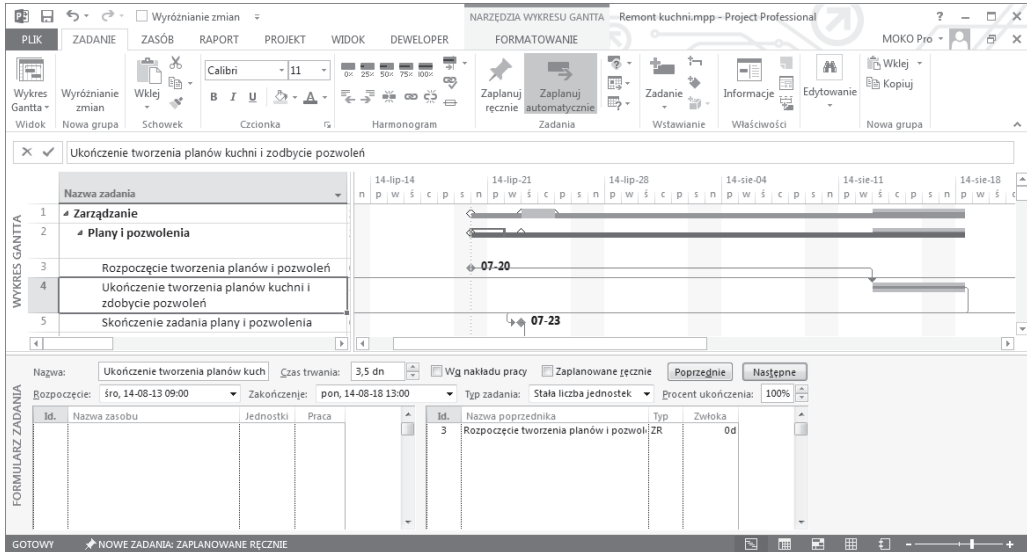 Wyróżnianie zmian
NARZĘDZIA WYKRESU GANTTA
Remont kuchni.mpp - Project Professional
PLIK ZADANIE ZASÓB RAPORT PROJEKT WIDOK DEWELOPER FORMATOWANIE MOKO Pro
Wykres Gantta
Wyróżnianie zmian
Wklej
Calibri 11
B I U A
0× 25× 50× 75× 100×
Zaplanuj ręcznie
Zaplanuj automatycznie
Zadanie
Informacje
Edytowanie
Wklej
Kopiuj
Widok Nowa grupa Schowek Czcionka Harmonogram Zadania Wstawianie Właściwości Nowa grupa
Ukończenie tworzenia planów kuchni i zodbycie pozwoleń
14-lip-14 14-lip-21 14-lip-28 14-sie-04 14-sie-11 14-sie-18
Nazwa zadania
n p w ś c p s n p w ś c p s n p w ś c p s n p w ś c p s n p w ś c p s n p w ś
WYKRES GANTTA
1 Zarządzanie
2 Plany i pozwolenia
3 Rozpoczęcie tworzenia planów i pozwoleń 07-20
4 Ukończenie tworzenia planów kuchni i
zdobycie pozwoleń
5 Skończenie zadania plany i pozwolenia 07-23
FORMULARZ ZADANIA
Nazwa: Ukończenie tworzenia planów kuch Czas trwania: 3,5 dn Wg nakładu pracy Zaplanowane ręcznie Poprzednie Następne
Rozpoczęcie: śro, 14-08-13 09:00 Zakończenie: pon, 14-08-18 13:00 Typ zadania: Stała liczba jednostek Procent ukończenia: 100%
Id. Nazwa zasobu Jednostki Praca Id. Nazwa poprzednika Typ Zwłoka
3 Rozpoczęcie tworzenia planów i pozwol ZR 0d
GOTOWY NOWE ZADANIA: ZAPLANOWANE RĘCZNIE